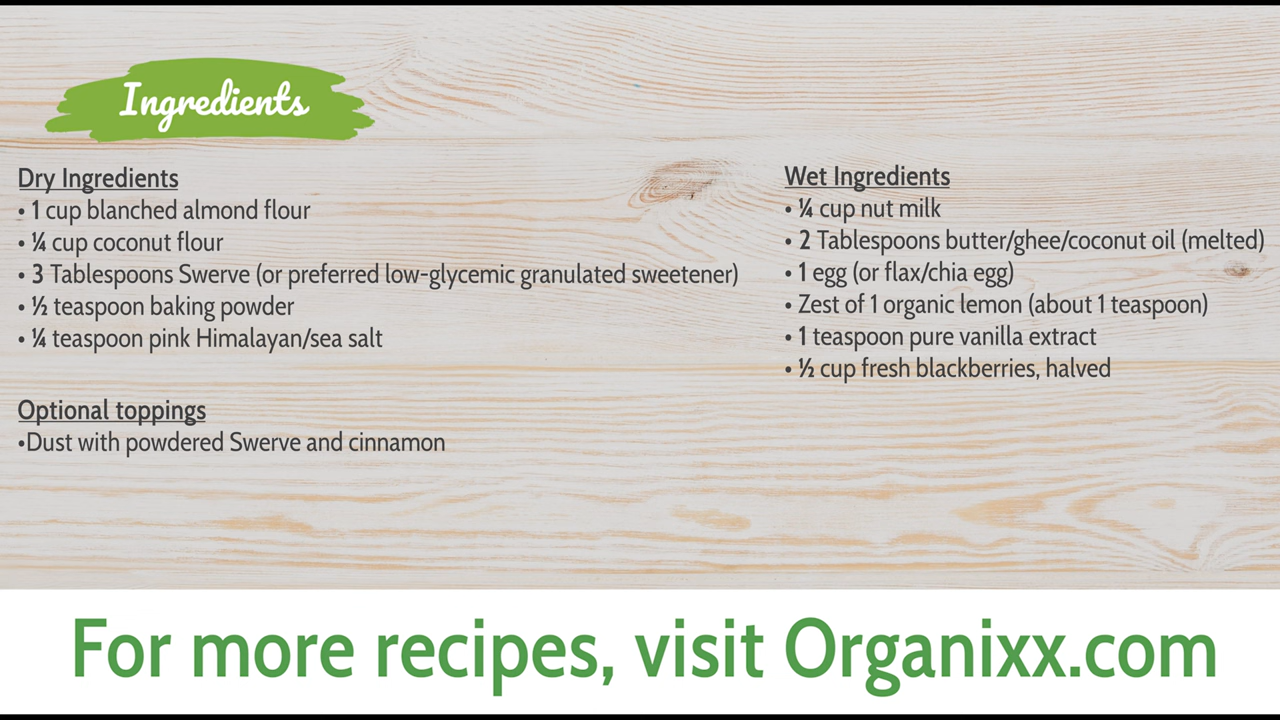 Ingredients
Dry Ingredients
• 1 cup blanched almond flour
• ¼ cup coconut flour
• 3 Tablespoons Swerve (or preferred low-glycemic granulated sweetener)
• ½ teaspoon baking powder
• ¼ teaspoon pink Himalayan/sea salt
Optional toppings
•Dust with powdered Swerve and cinnamon
Wet Ingredients
• ¼ cup nut milk
• 2 Tablespoons butter/ghee/coconut oil (melted)
• 1 egg (or flax/chia egg)
• Zest of 1 organic lemon (about 1 teaspoon)
• 1 teaspoon pure vanilla extract
• ½ cup fresh blackberries, halved
For more recipes, visit Organixx.com